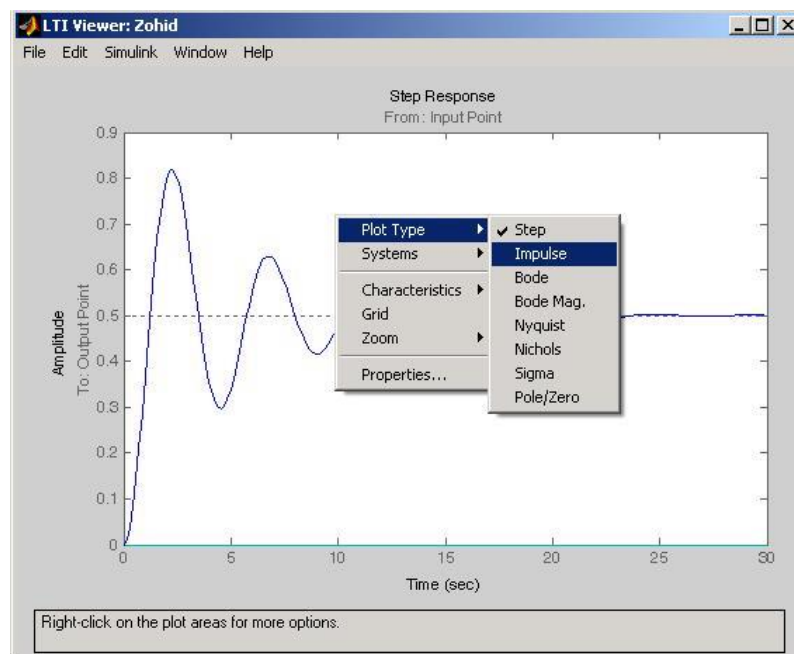 LTI Viewer: Zohid
File Edit Simulink Window Help
Step Response
From: Input Point
Amplitude
To: Output Point
0.9
0.8
0.7
0.6
0.5
0.4
0.3
0.2
0.1
0
0 5 10 15 20 25 30
Time (sec)
Plot Type
Systems
Characteristics
Grid
Zoom
Properties...
Step
Impulse
Bode
Bode Mag.
Nyquist
Nichols
Sigma
Pole/Zero
Right-click on the plot areas for more options.